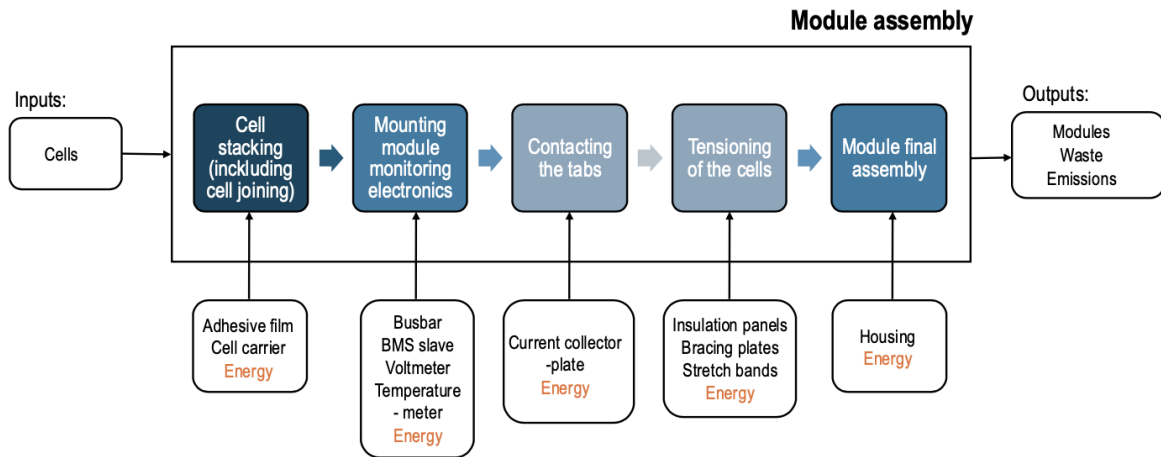 Module assembly
Inputs:
Cells
Cell
stacking
(inckluding
cell joining)
Mounting
module
monitoring
electronics
Contacting
the tabs
Tensioning
of the cells
Module final
assembly
Outputs:
Modules
Waste
Emissions
Adhesive film
Cell carrier
Energy
Busbar
BMS slave
Voltmeter
Temperature
- meter
Energy
Current collector
-plate
Energy
Insulation panels
Bracing plates
Stretch bands
Energy
Housing
Energy